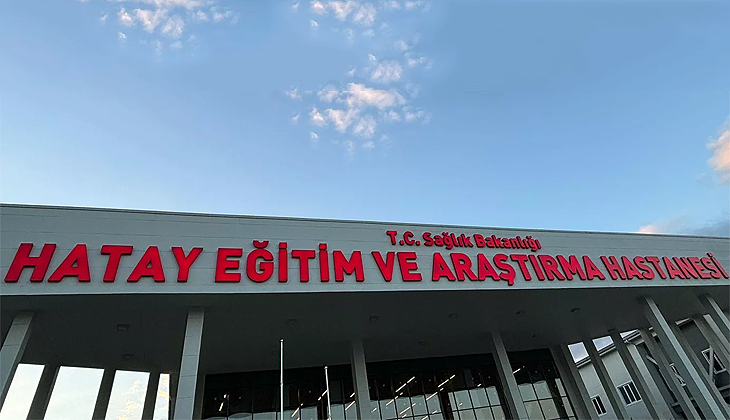 T.C. Sağlık Bakanlığı
HATAY EĞİTİM VE ARAŞTIRMA HASTANESİ